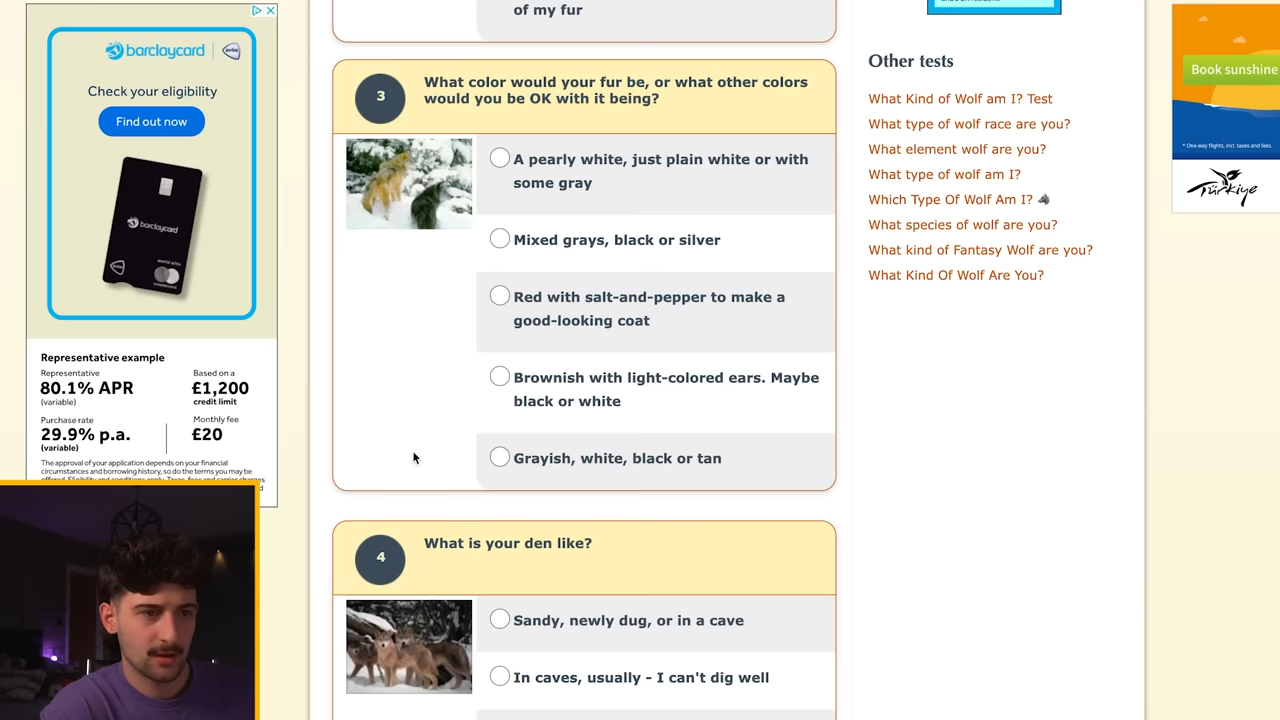 of my fur
barclaycard
Check your eligibility
Find out now
barclaycard
Representative example
Representative
80.1% APR
(variable)
Based on a
£1,200
credit limit
Purchase rate
29.9% p.a.
(variable)
Monthly fee
£20
The approval of your application depends on your financial
circumstances and borrowing history, so do the terms you may be
3
What color would your fur be, or what other colors
would you be OK with it being?
A pearly white, just plain white or with
some gray
Mixed grays, black or silver
Red with salt-and-pepper to make a
good-looking coat
Brownish with light-colored ears. Maybe
black or white
Grayish, white, black or tan
4
What is your den like?
Sandy, newly dug, or in a cave
In caves, usually - I can't dig well
Other tests
What Kind of Wolf am I? Test
What type of wolf race are you?
What element wolf are you?
What type of wolf am I?
Which Type Of Wolf Am I?
What species of wolf are you?
What kind of Fantasy Wolf are you?
What Kind Of Wolf Are You?
Book sunshine
* One-way flights, incl. taxes and fees.
Türkiye